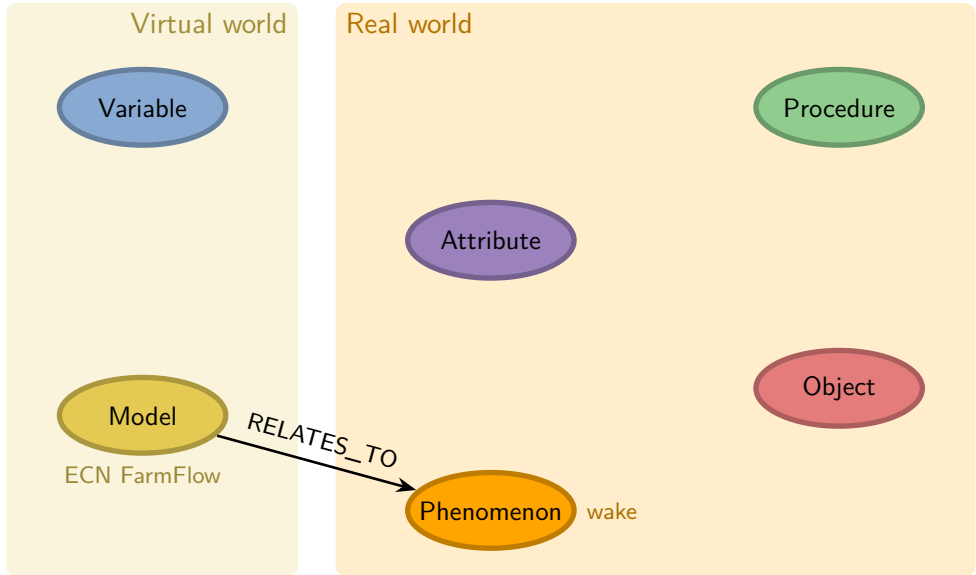 Virtual world
Real world
Variable
Procedure
Attribute
Object
Model
RELATES_TO
ECN FarmFlow
Phenomenon
wake